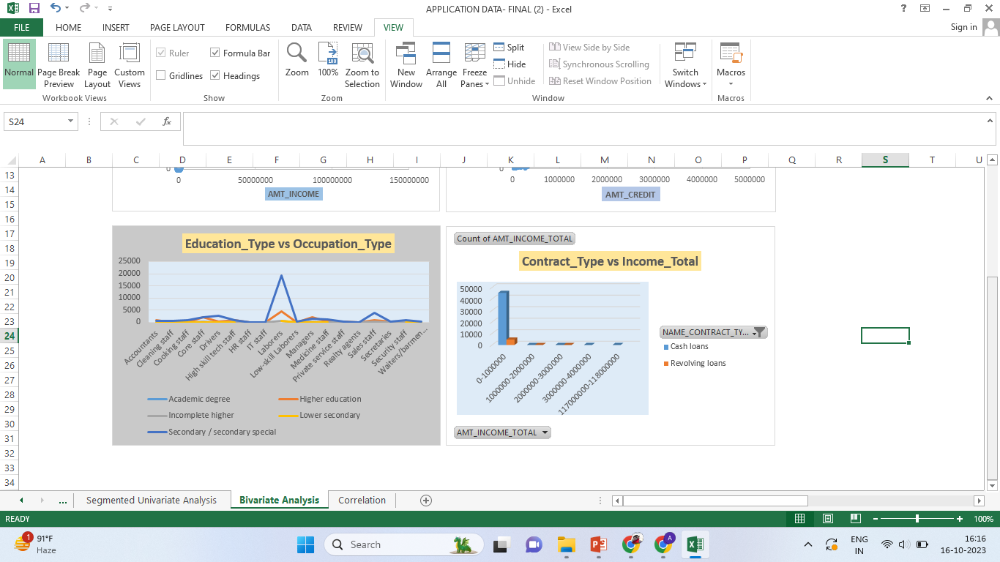 APPLICATION DATA- FINAL (2) - Excel
?
FILE HOME INSERT PAGE LAYOUT FORMULAS DATA REVIEW VIEW Sign in
Normal Page Break Preview Page Layout Custom Views
Ruler Formula Bar
Gridlines Headings
Zoom 100% Zoom to Selection
100
New Window Arrange All Freeze Panes
Split
Hide
Unhide
View Side by Side
Synchronous Scrolling
Reset Window Position
Switch Windows Macros
Workbook Views Show Zoom Window Macros
S24 fx
A B C D E F G H I J K L M N O P Q R S T U
13
14
15
16
17
18
19
20
21
22
23
24
25
26
27
28
29
30
31
32
33
34
0
0 50000000 100000000 150000000
AMT_INCOME
0
0 1000000 2000000 3000000 4000000 5000000
AMT_CREDIT
Education_Type vs Occupation_Type
25000
20000
15000
10000
5000
0
Accountants
Cleaning staff
Cooking staff
Core staff
Drivers
High skill tech staff
HR staff
IT staff
Laborers
Low-skill Laborers
Managers
Medicine staff
Private service staff
Realty agents
Sales staff
Secretaries
Security staff
Waiters/barmen...
Academic degree Higher education
Incomplete higher Lower secondary
Secondary / secondary special
Count of AMT_INCOME_TOTAL
Contract_Type vs Income_Total
50000
40000
30000
20000
10000
0
0-1000000
1000000-2000000
2000000-3000000
3000000-4000000
117000000-118000000
NAME_CONTRACT_TY...
Cash loans
Revolving loans
AMT_INCOME_TOTAL
... Segmented Univariate Analysis Bivariate Analysis Correlation
READY 100%
1
91°F
Haze
Search
A
ENG
IN
16:16
16-10-2023